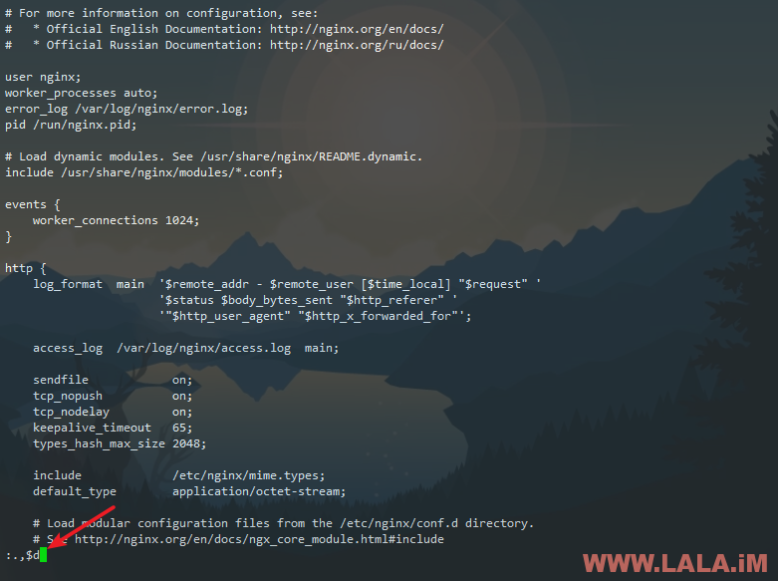 # For more information on configuration, see:
#   * Official English Documentation: http://nginx.org/en/docs/
#   * Official Russian Documentation: http://nginx.org/ru/docs/

user nginx;
worker_processes auto;
error_log /var/log/nginx/error.log;
pid /run/nginx.pid;

# Load dynamic modules. See /usr/share/nginx/README.dynamic.
include /usr/share/nginx/modules/*.conf;

events {
    worker_connections 1024;
}

http {
    log_format  main  '$remote_addr - $remote_user [$time_local] "$request" '
                      '$status $body_bytes_sent "$http_referer" '
                      '"$http_user_agent" "$http_x_forwarded_for"';

    access_log  /var/log/nginx/access.log  main;

    sendfile            on;
    tcp_nopush          on;
    tcp_nodelay         on;
    keepalive_timeout   65;
    types_hash_max_size 2048;

    include             /etc/nginx/mime.types;
    default_type        application/octet-stream;

    # Load modular configuration files from the /etc/nginx/conf.d directory.
    # See http://nginx.org/en/docs/ngx_core_module.html#include
:.,$d
WWW.LALA.iM